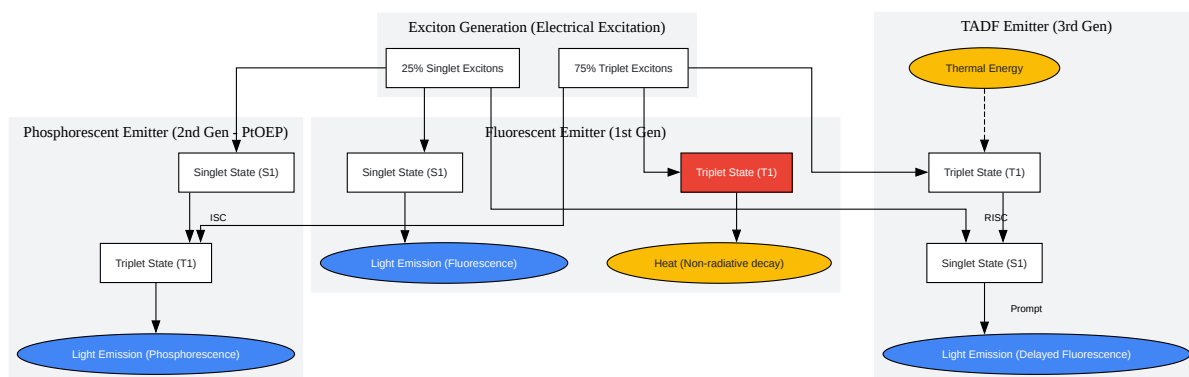 Exciton Generation (Electrical Excitation)
25% Singlet Excitons
75% Triplet Excitons
TADF Emitter (3rd Gen)
Thermal Energy
Phosphorescent Emitter (2nd Gen - PtOEP)
Fluorescent Emitter (1st Gen)
Singlet State (S1)
Singlet State (S1)
Triplet State (T1)
Triplet State (T1)
ISC
RISC
Triplet State (T1)
Light Emission (Fluorescence)
Heat (Non-radiative decay)
Singlet State (S1)
Prompt
Light Emission (Phosphorescence)
Light Emission (Delayed Fluorescence)